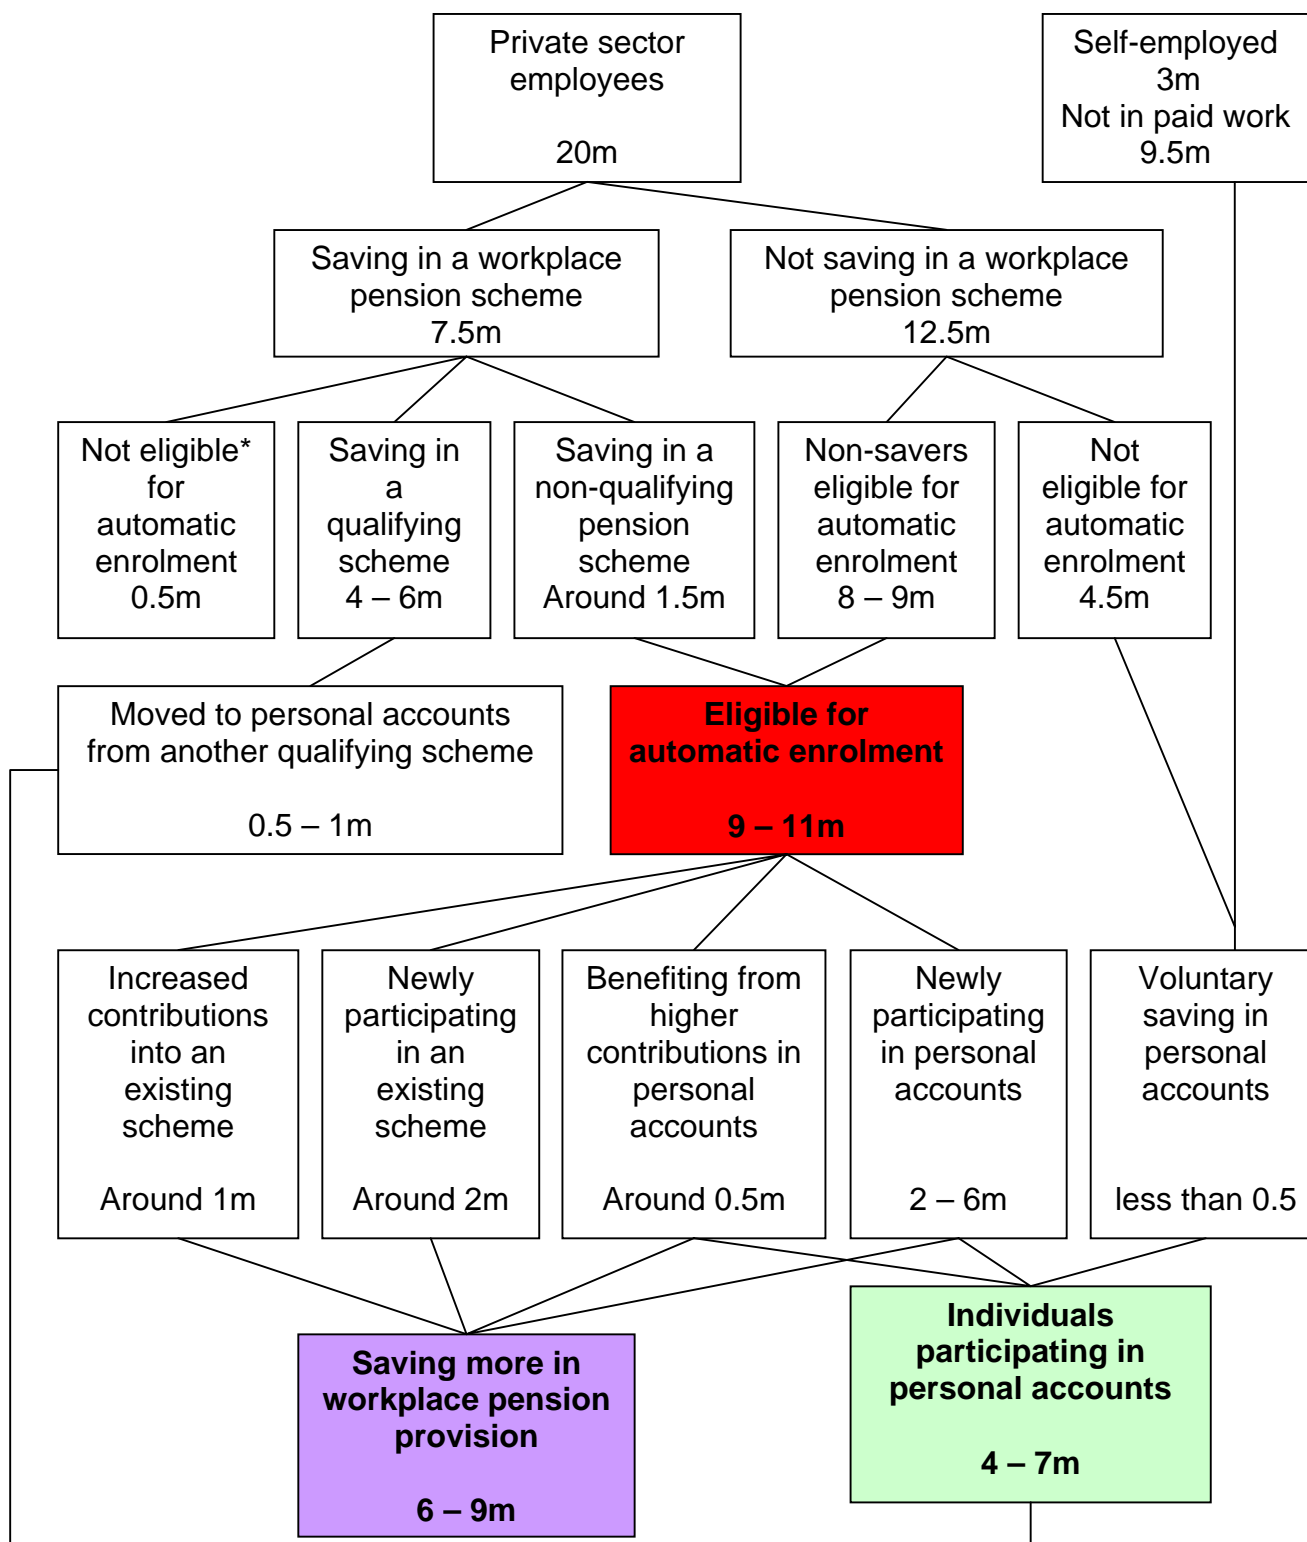 Private sector
employees
20m
Self-employed
3m
Not in paid work
9.5m
Saving in a workplace
pension scheme
7.5m
Not saving in a workplace
pension scheme
12.5m
Not eligible*
for
automatic
enrolment
0.5m
Saving in
a
qualifying
scheme
4 – 6m
Saving in a
non-qualifying
pension
scheme
Around 1.5m
Non-savers
eligible for
automatic
enrolment
8 – 9m
Not
eligible for
automatic
enrolment
4.5m
Moved to personal accounts
from another qualifying scheme
0.5 – 1m
Eligible for
automatic enrolment
9 – 11m
Increased
contributions
into an
existing
scheme
Around 1m
Newly
participating
in an
existing
scheme
Around 2m
Benefiting from
higher
contributions in
personal
accounts
Around 0.5m
Newly
participating
in personal
accounts
2 – 6m
Voluntary
saving in
personal
accounts
less than 0.5
Saving more in
workplace pension
provision
6 – 9m
Individuals
participating in
personal accounts
4 – 7m